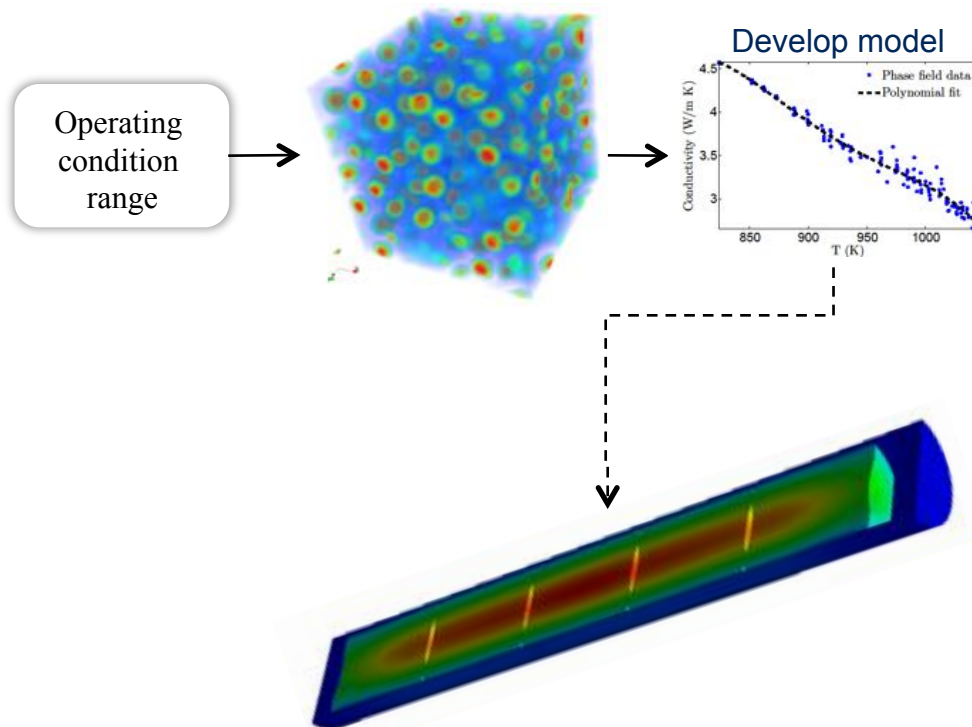 Operating
condition
range
Develop model
Phase field data
Polynomial fit
Conductivity (W/m K)
4.5
4
3.5
3
850
900
950
1000
T (K)